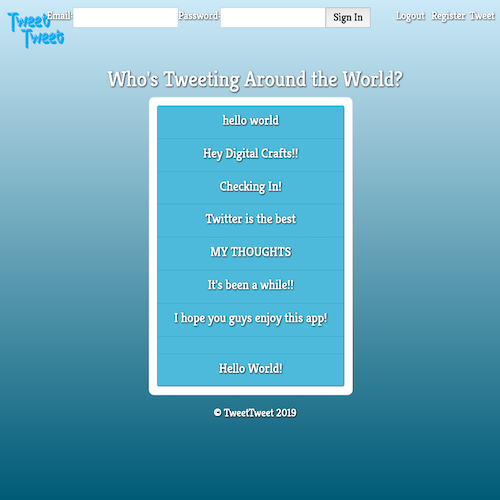 Tweet
Tweet
Email: Password: Sign In Logout Register Tweet
Who's Tweeting Around the World?
hello world
Hey Digital Crafts!!
Checking In!
Twitter is the best
MY THOUGHTS
It's been a while!!
I hope you guys enjoy this app!
Hello World!
© TweetTweet 2019